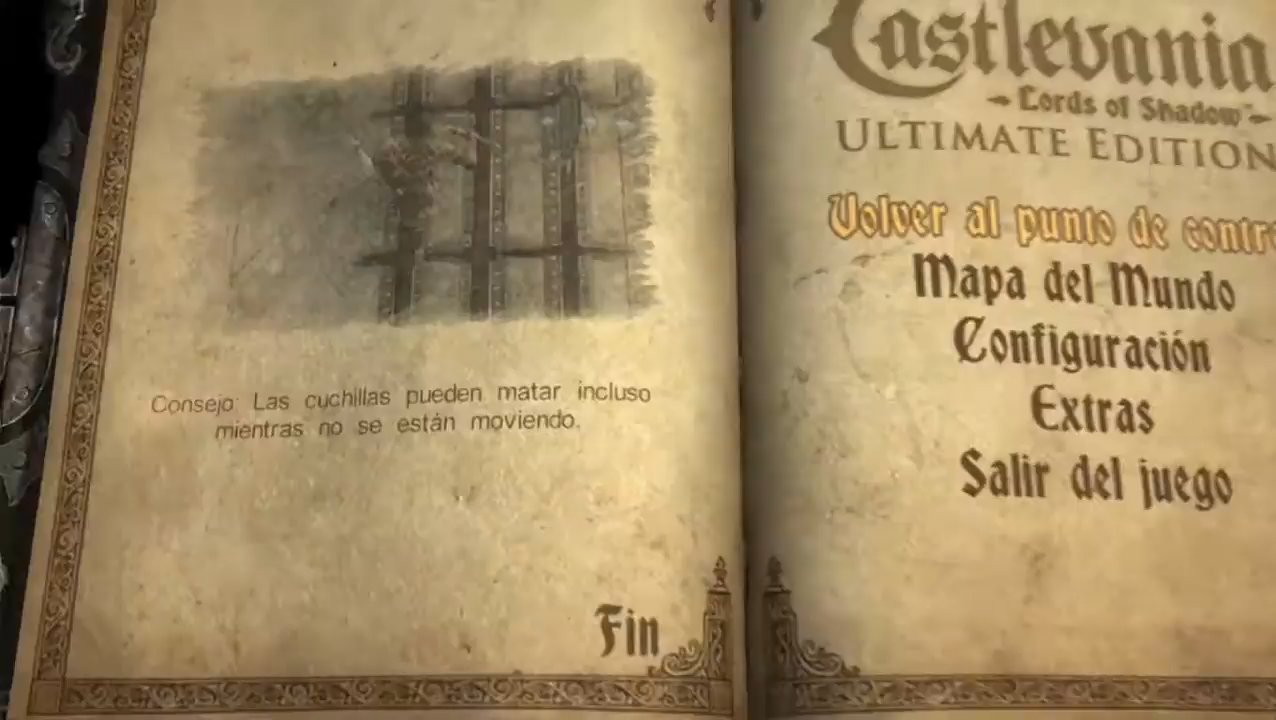 Consejo: Las cuchillas pueden matar incluso
mientras no se están moviendo.
Fin
Castlevania
Lords of Shadow™
ULTIMATE EDITION
Volver al punto de contr
Mapa del Mundo
Configuración
Extras
Salir del juego